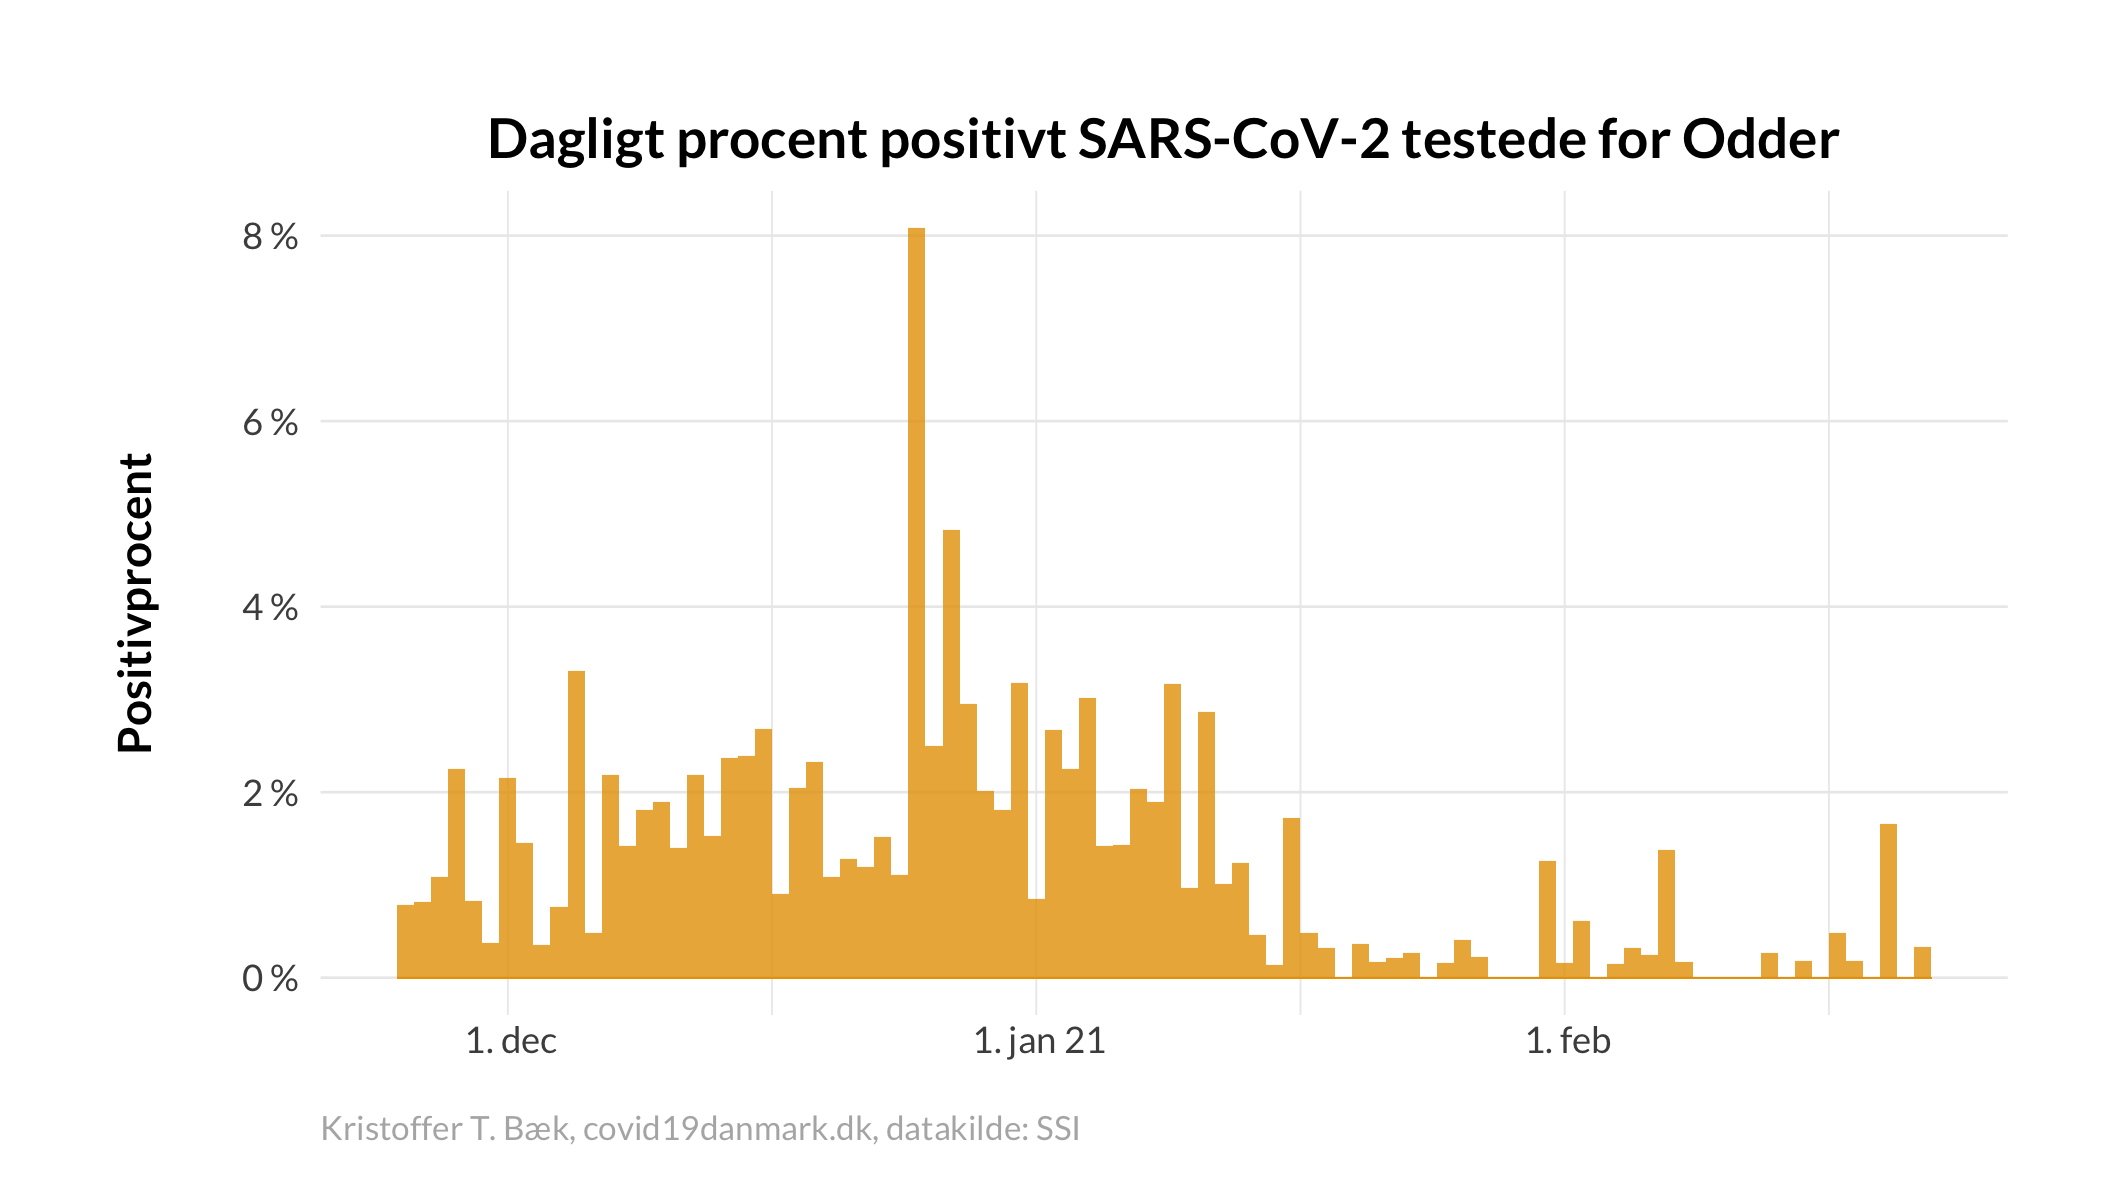 Dagligt procent positivt SARS-CoV-2 testede for Odder
Positivprocent
8 %
6 %
4 %
2 %
0 %
1. dec
1. jan 21
1. feb
Kristoffer T. Bæk, covid19danmark.dk, datakilde: SSI